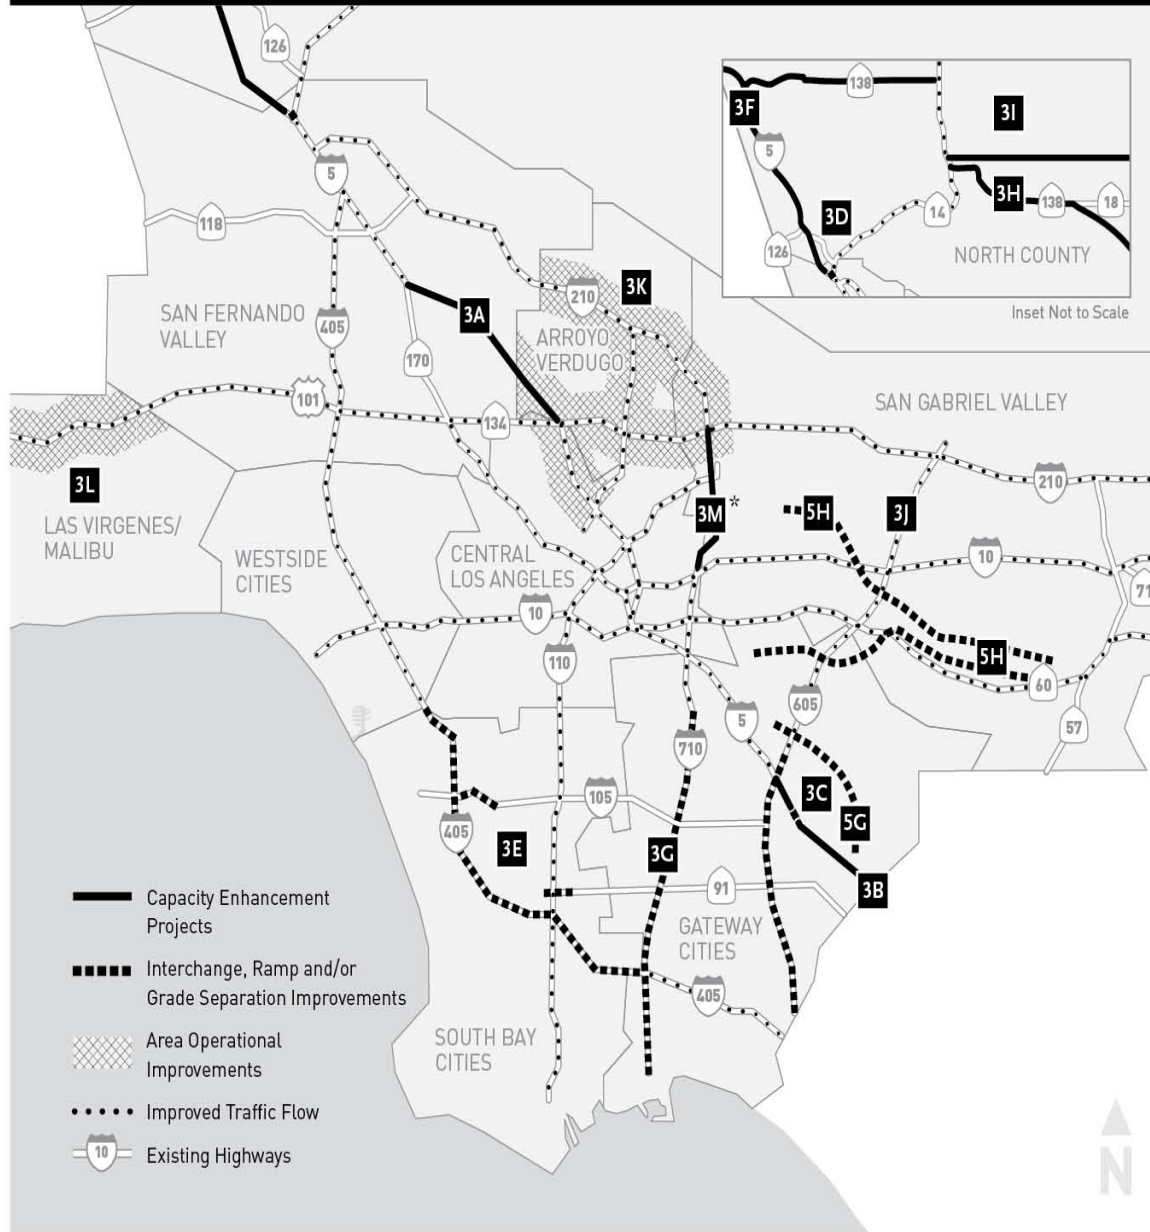 126
5
118
SAN FERNANDO
VALLEY
405
3A
170
101
134
210
3K
ARROYO
VERDUGO
3F
138
3I
5
3D
3H
138
18
14
126
NORTH COUNTY
Inset Not to Scale
SAN GABRIEL VALLEY
3L
LAS VIRGENES/
MALIBU
WESTSIDE
CITIES
CENTRAL
LOS ANGELES
3M *
5H
3J
210
10
71
10
110
5H
60
605
5
57
710
105
405
3E
3G
3C
5G
3B
91
GATEWAY
CITIES
405
SOUTH BAY
CITIES
Capacity Enhancement
Projects
Interchange, Ramp and/or
Grade Separation Improvements
Area Operational
Improvements
Improved Traffic Flow
10
Existing Highways
N